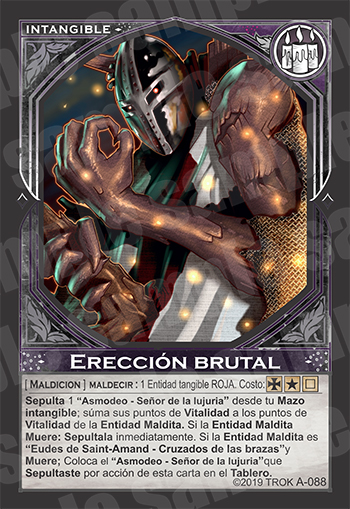 INTANGIBLE
ERECCIÓN BRUTAL
[ MALDICION ] MALDECIR : 1 Entidad tangible ROJA. Costo:
Sepulta 1 “Asmodeo - Señor de la lujuria” desde tu Mazo
intangible; súma sus puntos de Vitalidad a los puntos de
Vitalidad de la Entidad Maldita. Si la Entidad Maldita
Muere: Sepultala inmediatamente. Si la Entidad Maldita es
“Eudes de Saint-Amand - Cruzados de las brazas”y
Muere; Coloca el “Asmodeo - Señor de la lujuria”que
Sepultaste por acción de esta carta en el Tablero.
©2019 TROK A-088